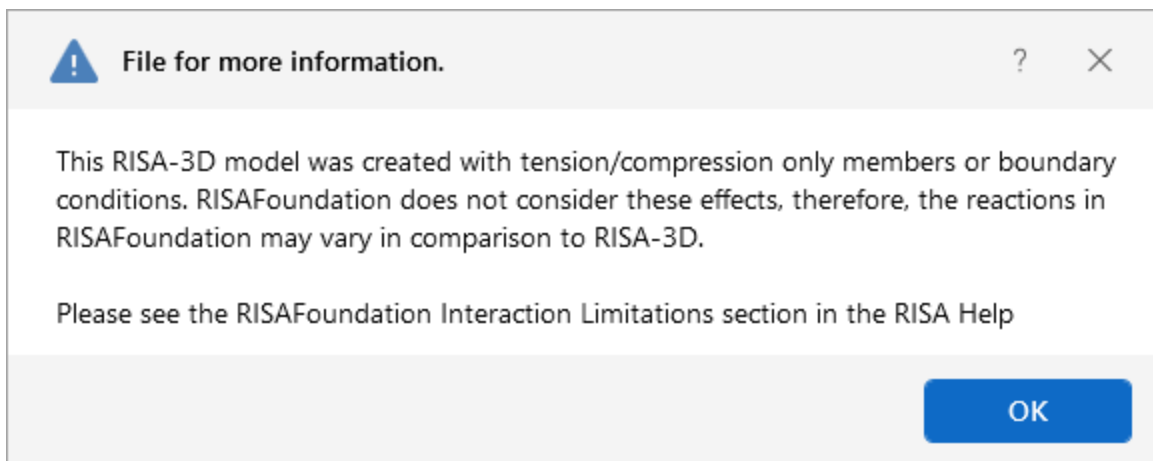 File for more information.
This RISA-3D model was created with tension/compression only members or boundary
conditions. RISAFoundation does not consider these effects, therefore, the reactions in
RISAFoundation may vary in comparison to RISA-3D.
Please see the RISAFoundation Interaction Limitations section in the RISA Help
OK